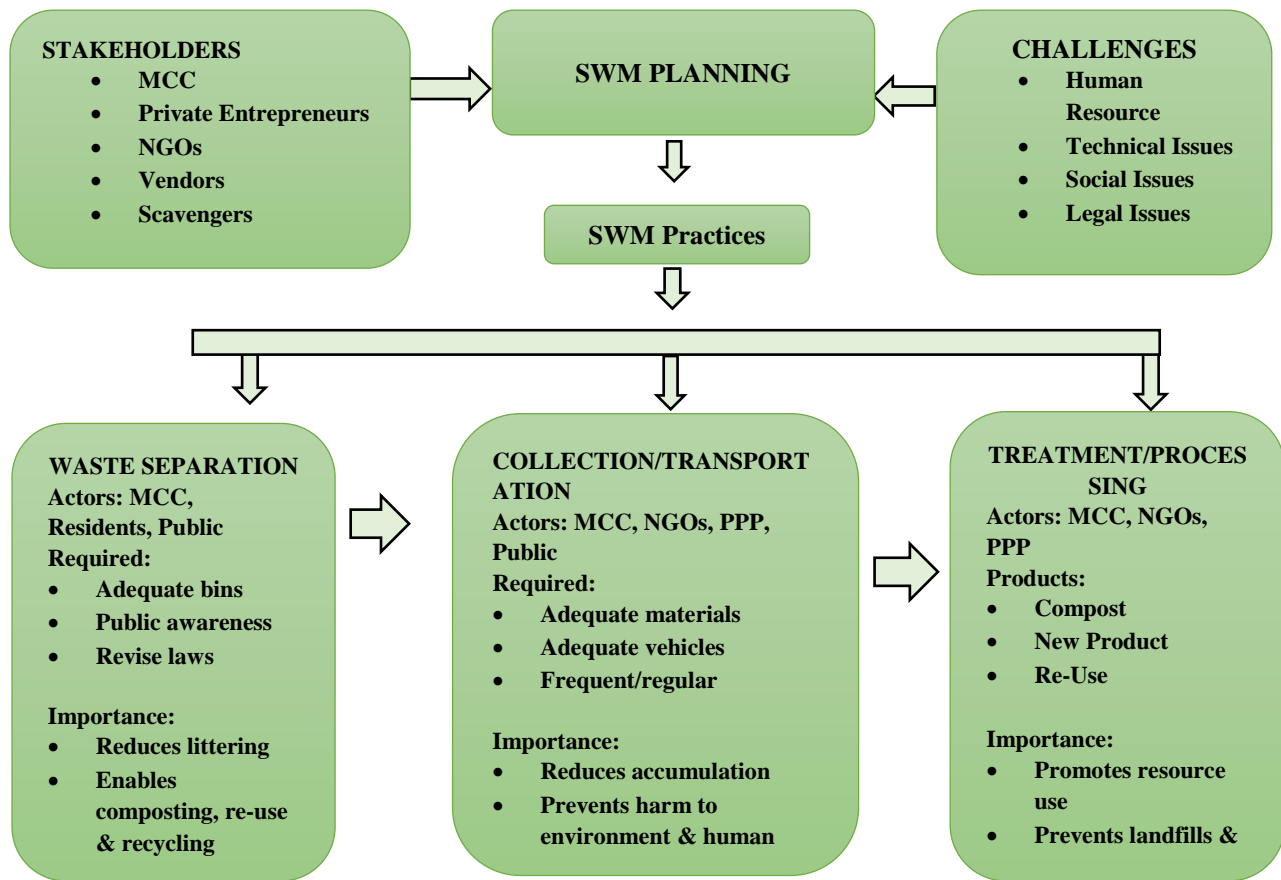 STAKEHOLDERS
• MCC
• Private Entrepreneurs
• NGOs
• Vendors
• Scavengers
SWM PLANNING
CHALLENGES
• Human
Resource
• Technical Issues
• Social Issues
• Legal Issues
SWM Practices
WASTE SEPARATION
Actors: MCC,
Residents, Public
Required:
• Adequate bins
• Public awareness
• Revise laws
Importance:
• Reduces littering
• Enables
composting, re-use
& recycling
COLLECTION/TRANSPORT
ATION
Actors: MCC, NGOs, PPP,
Public
Required:
• Adequate materials
• Adequate vehicles
• Frequent/regular
Importance:
• Reduces accumulation
• Prevents harm to
environment & human
TREATMENT/PROCES
SING
Actors: MCC, NGOs,
PPP
Products:
• Compost
• New Product
• Re-Use
Importance:
• Promotes resource
use
• Prevents landfills &